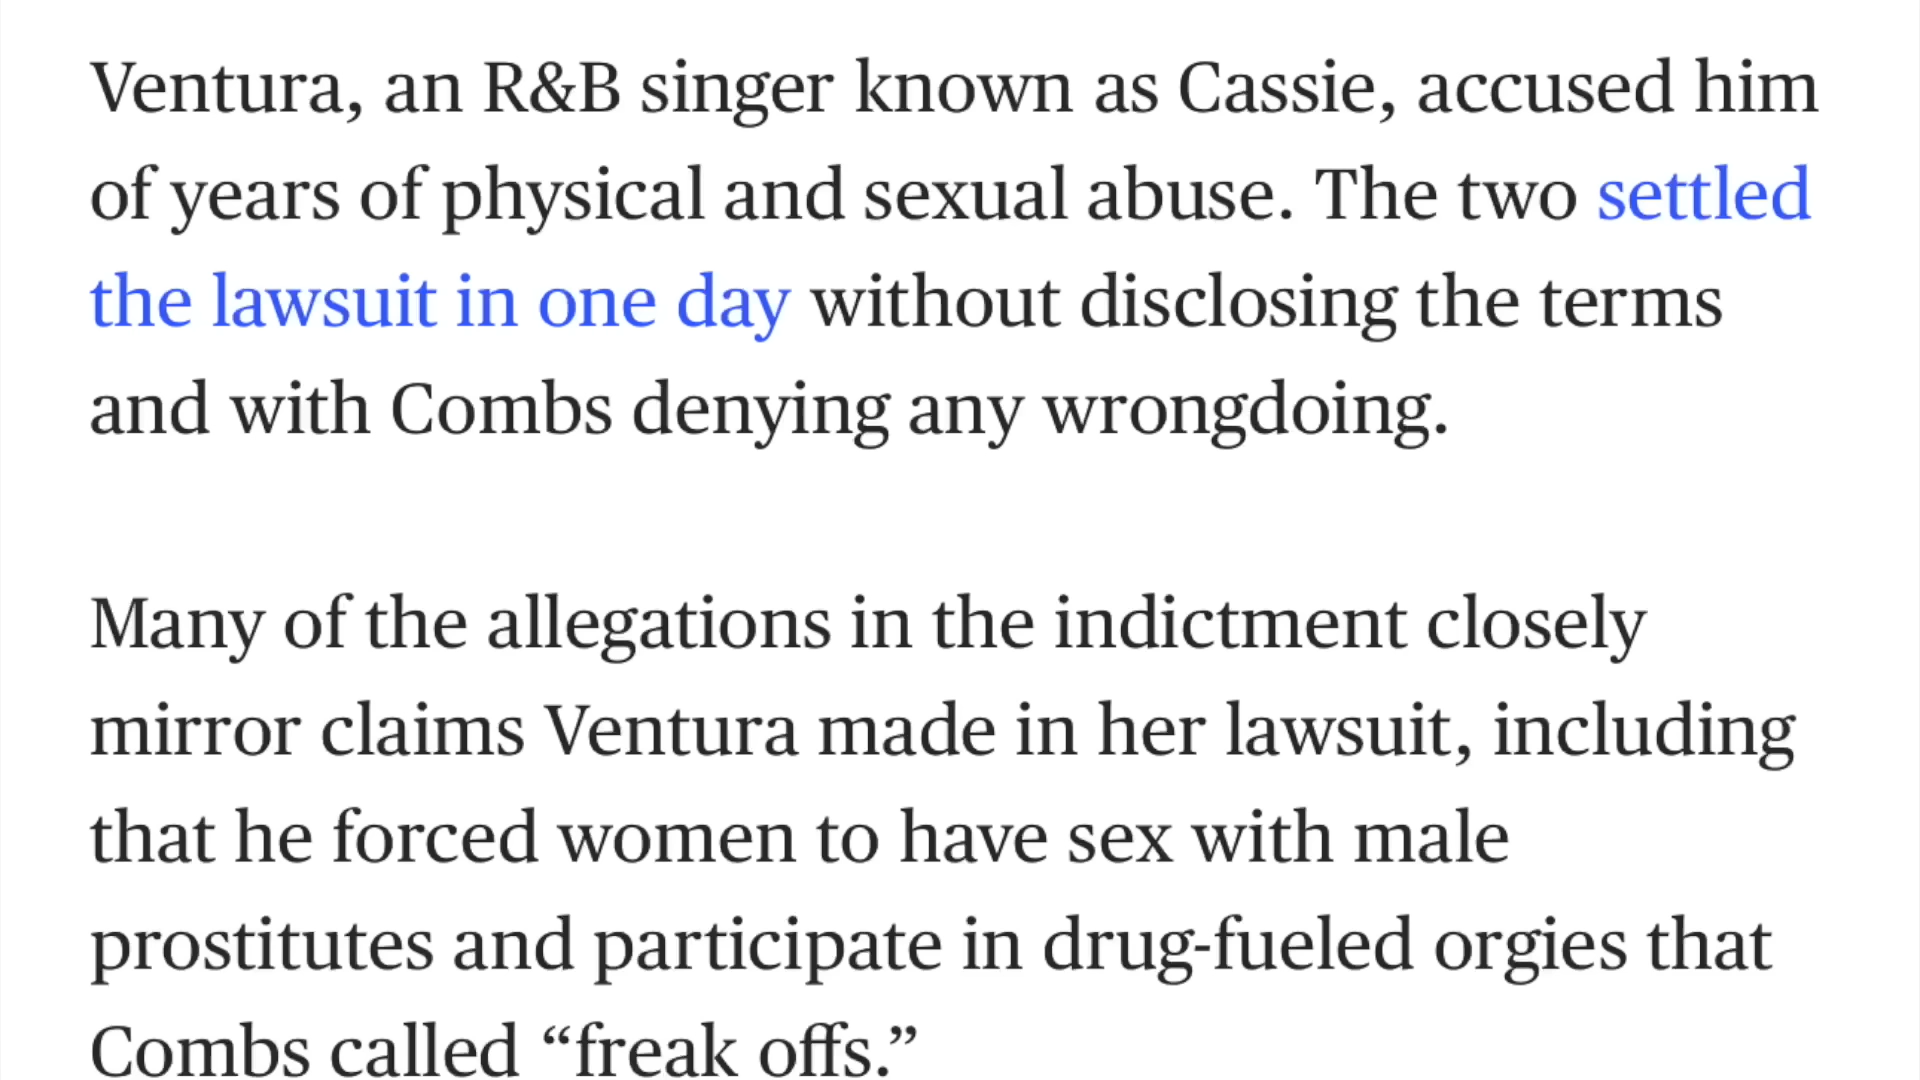 Ventura, an R&B singer known as Cassie, accused him
of years of physical and sexual abuse. The two settled
the lawsuit in one day without disclosing the terms
and with Combs denying any wrongdoing.
Many of the allegations in the indictment closely
mirror claims Ventura made in her lawsuit, including
that he forced women to have sex with male
prostitutes and participate in drug-fueled orgies that
Combs called “freak offs.”